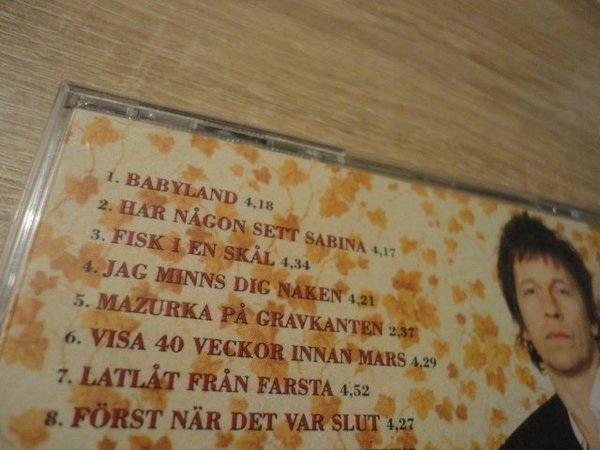 1. BABYLAND 4,18
2. HAR NÅGON SETT SABINA 4,17
3. FISK I EN SKÅL 4,34
4. JAG MINNS DIG NAKEN 4,21
5. MAZURKA PÅ GRAVKANTEN 2,37
6. VISA 40 VECKOR INNAN MARS 4,29
7. LATLÅT FRÅN FARSTA 4,52
8. FÖRST NÄR DET VAR SLUT 4,27